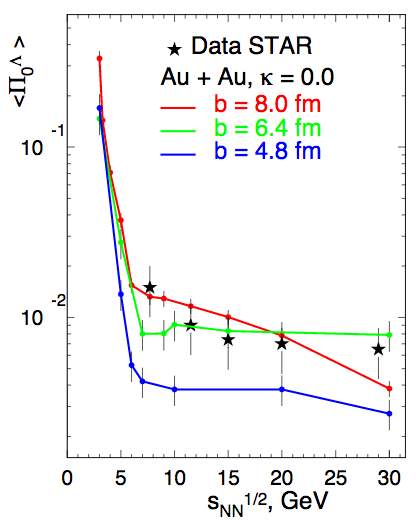 <Π₀^Λ>
★ Data STAR
Au + Au, κ = 0.0
b = 8.0 fm
b = 6.4 fm
b = 4.8 fm
10⁻¹
10⁻²
0 5 10 15 20 25 30
s_NN^1/2, GeV